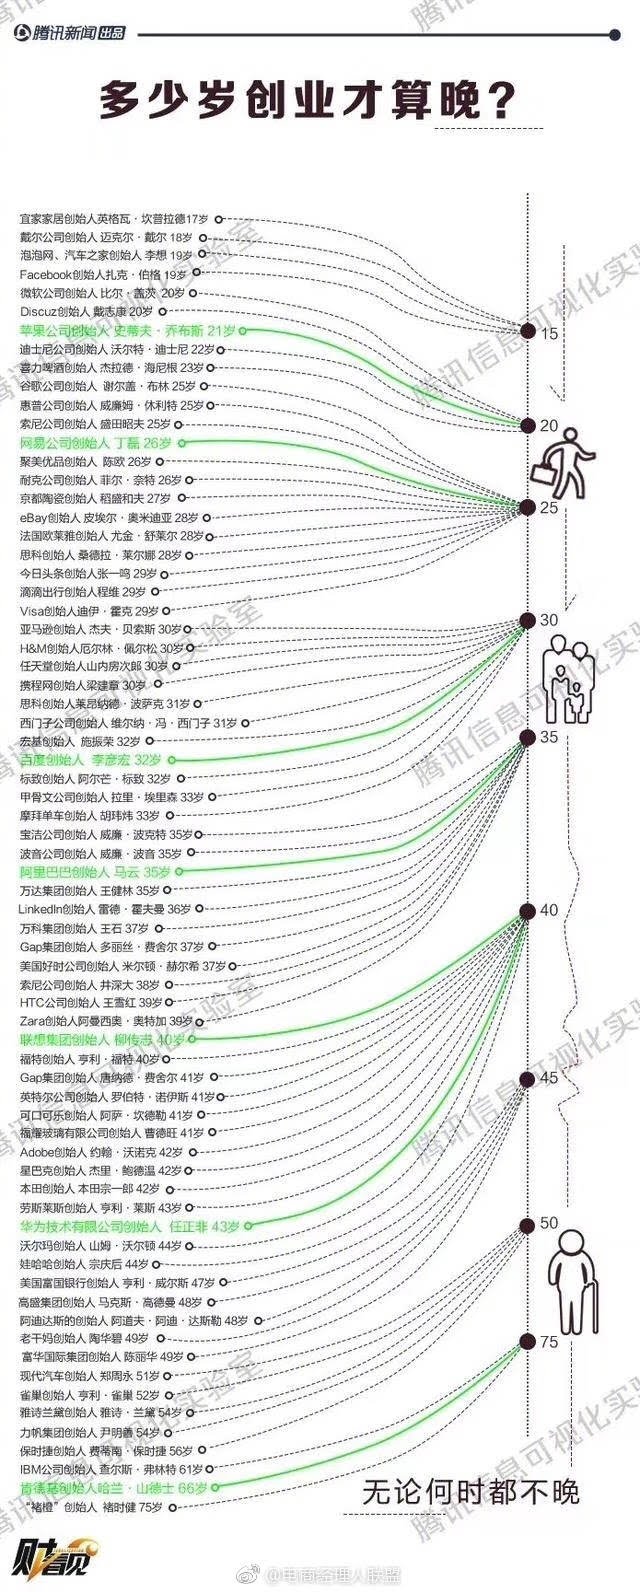 腾讯新闻 出品
多少岁创业才算晚？
宜家家居创始人英格瓦·坎普拉德17岁
戴尔公司创始人 迈克尔·戴尔 18岁
泡泡网、汽车之家创始人 李想 19岁
Facebook创始人扎克·伯格 19岁
微软公司创始人 比尔·盖茨 20岁
Discuz创始人 戴志康 20岁
苹果公司创始人 史蒂夫·乔布斯 21岁
迪士尼公司创始人 沃尔特·迪士尼 22岁
喜力啤酒创始人 杰拉德·海尼根 23岁
谷歌公司创始人 谢尔盖·布林 25岁
惠普公司创始人 威廉姆·休利特 25岁
索尼公司创始人 盛田昭夫 25岁
网易公司创始人 丁磊 26岁
聚美优品创始人 陈欧 26岁
耐克公司创始人 菲尔·奈特 26岁
京都陶瓷创始人 稻盛和夫 27岁
eBay创始人 皮埃尔·奥米迪亚 28岁
法国欧莱雅创始人 尤金·舒莱尔 28岁
思科创始人 桑德拉·莱尔娜 28岁
今日头条创始人张一鸣 29岁
滴滴出行创始人程维 29岁
Visa创始人迪伊·霍克 29岁
亚马逊创始人 杰夫·贝索斯 30岁
H&M创始人厄尔林·佩尔松 30岁
任天堂创始人山内房次郎 30岁
携程网创始人梁建章 30岁
思科创始人莱昂纳德·波萨克 31岁
西门子公司创始人 维尔纳·冯·西门子 31岁
宏基创始人 施振荣 32岁
百度创始人 李彦宏 32岁
标致创始人 阿尔芒·标致 32岁
甲骨文公司创始人 拉里·埃里森 33岁
摩拜单车创始人 胡玮炜 33岁
宝洁公司创始人 威廉·波克特 35岁
波音公司创始人 威廉·波音 35岁
阿里巴巴创始人 马云 35岁
万达集团创始人 王健林 35岁
LinkedIn创始人 雷德·霍夫曼 36岁
万科集团创始人 王石 37岁
Gap集团创始人 多丽丝·费舍尔 37岁
美国好时公司创始人 米尔顿·赫尔希 37岁
索尼公司创始人 井深大 38岁
HTC公司创始人 王雪红 39岁
Zara创始人阿曼西奥·奥特加 39岁
联想集团创始人 柳传志 40岁
福特创始人 亨利·福特 40岁
Gap集团创始人 唐纳德·费舍尔 41岁
英特尔公司创始人 罗伯特·诺伊斯 41岁
可口可乐创始人 阿萨·坎德勒 41岁
福耀玻璃有限公司创始人 曹德旺 41岁
Adobe创始人 约翰·沃诺克 42岁
星巴克创始人 杰里·鲍德温 42岁
本田创始人 本田宗一郎 42岁
劳斯莱斯创始人 亨利·莱斯 43岁
华为技术有限公司创始人 任正非 43岁
沃尔玛创始人 山姆·沃尔顿 44岁
娃哈哈创始人 宗庆后 44岁
美国富国银行创始人 亨利·威尔斯 47岁
高盛集团创始人 马克斯·高德曼 48岁
阿迪达斯的创始人 阿道夫·阿迪·达斯勒 48岁
老干妈创始人 陶华碧 49岁
富华国际集团创始人 陈丽华 49岁
现代汽车创始人 郑周永 51岁
雀巢创始人 亨利·雀巢 52岁
雅诗兰黛创始人 雅诗·兰黛 54岁
力帆集团创始人 尹明善 54岁
保时捷创始人 费蒂南·保时捷 56岁
IBM公司创始人 查尔斯·弗林特 61岁
肯德基创始人哈兰·山德士 66岁
“褚橙”创始人 褚时健 75岁
15
20
25
30
35
40
45
50
75
无论何时都不晚
财看见
@电商经理人联盟
腾讯信息可视化实验室